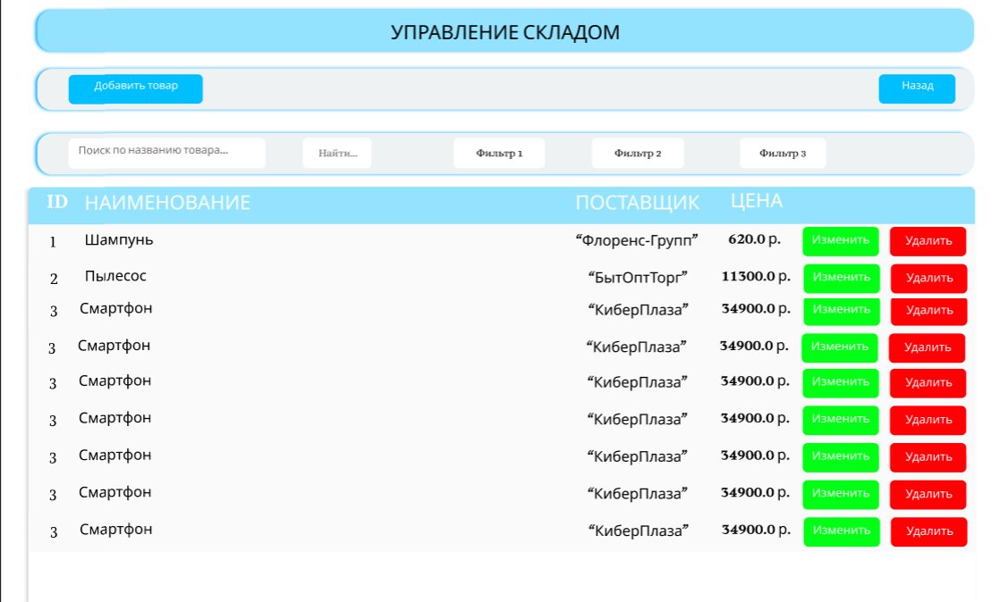 УПРАВЛЕНИЕ СКЛАДОМ
Добавить товар Назад
Поиск по названию товара... Найти... Фильтр 1 Фильтр 2 Фильтр 3
ID НАИМЕНОВАНИЕ ПОСТАВЩИК ЦЕНА
1 Шампунь “Флоренс-Групп” 620.0 р. Изменить Удалить
2 Пылесос “БытОптТорг” 11300.0 р. Изменить Удалить
3 Смартфон “КиберПлаза” 34900.0 р. Изменить Удалить
3 Смартфон “КиберПлаза” 34900.0 р. Изменить Удалить
3 Смартфон “КиберПлаза” 34900.0 р. Изменить Удалить
3 Смартфон “КиберПлаза” 34900.0 р. Изменить Удалить
3 Смартфон “КиберПлаза” 34900.0 р. Изменить Удалить
3 Смартфон “КиберПлаза” 34900.0 р. Изменить Удалить
3 Смартфон “КиберПлаза” 34900.0 р. Изменить Удалить